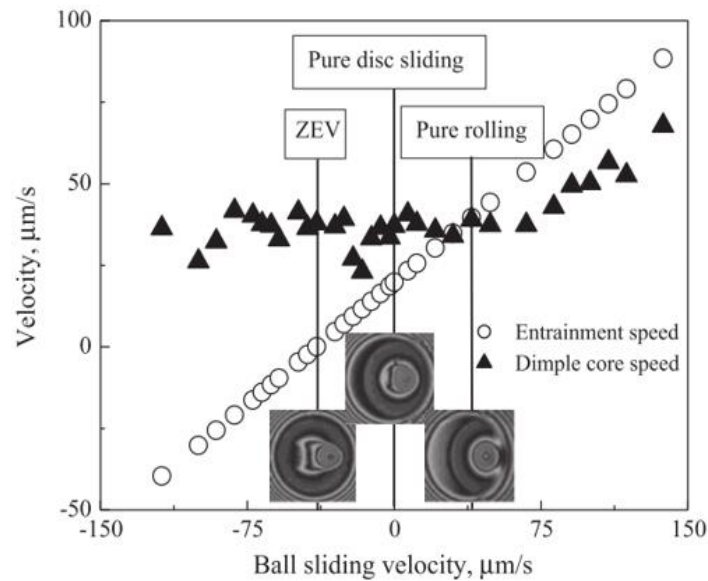 100
Pure disc sliding
ZEV
Pure rolling
50
Velocity, μm/s
Entrainment speed
0
Dimple core speed
-50
-150
-75
0
75
150
Ball sliding velocity, μm/s